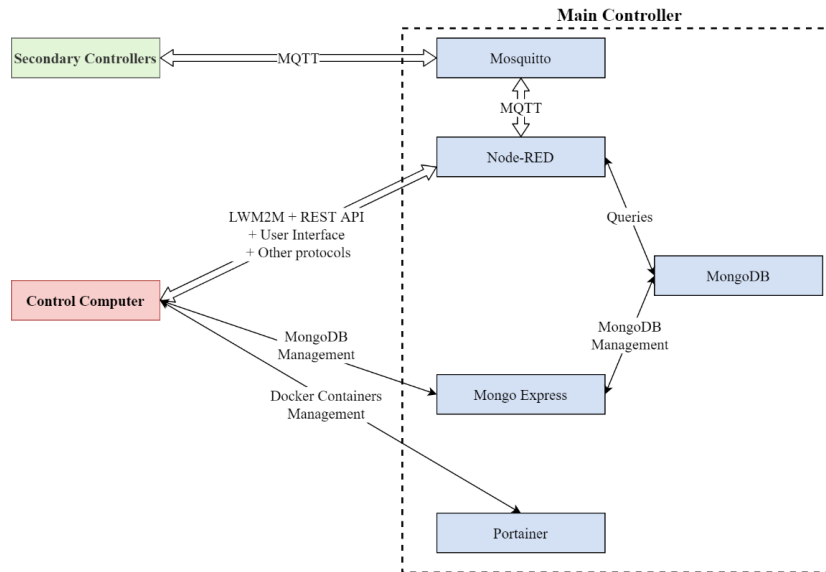 Main Controller
Secondary Controllers
MQTT
Mosquitto
MQTT
Node-RED
LWM2M + REST API
+ User Interface
+ Other protocols
Queries
MongoDB
Control Computer
MongoDB
Management
MongoDB
Management
Mongo Express
Docker Containers
Management
Portainer